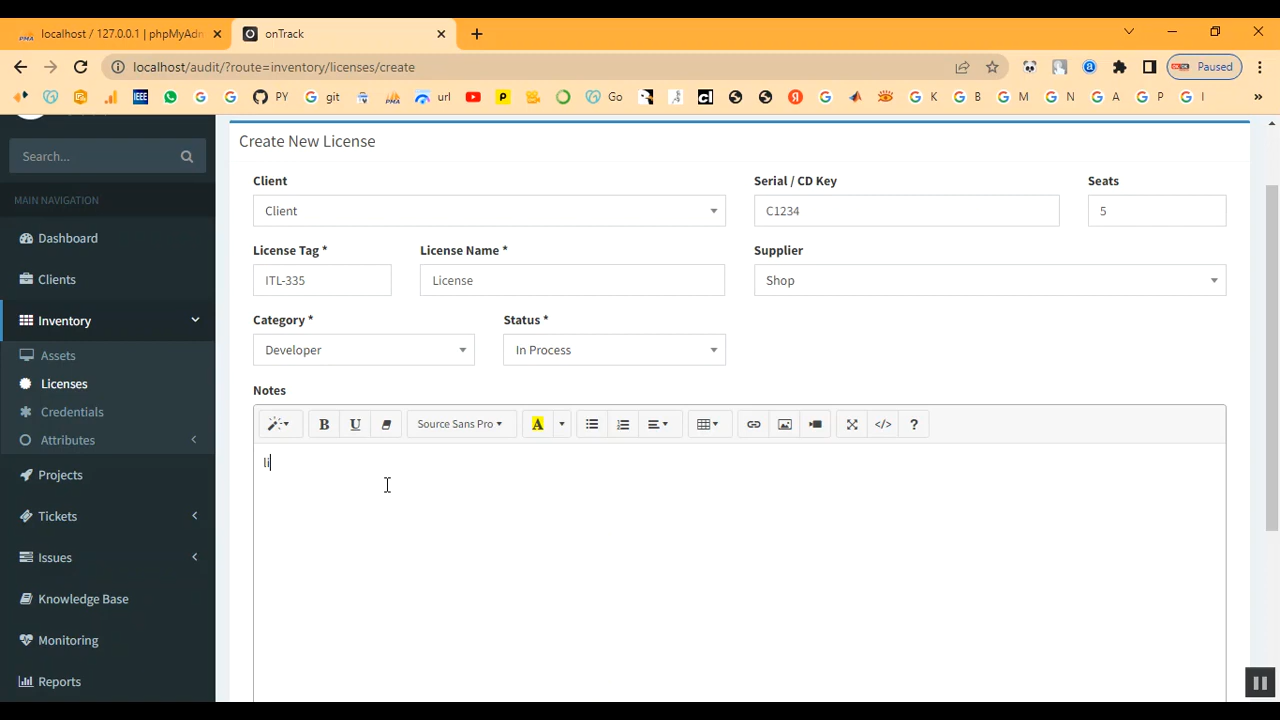 localhost / 127.0.0.1 | phpMyAdm
onTrack
localhost/audit/?route=inventory/licenses/create
Paused
PY
git
url
Go
K
B
M
N
A
P
I
Search...
MAIN NAVIGATION
Dashboard
Clients
Inventory
Assets
Licenses
Credentials
Attributes
Projects
Tickets
Issues
Knowledge Base
Monitoring
Reports
Create New License
Client
Serial / CD Key
Seats
Client
C1234
5
License Tag *
License Name *
Supplier
ITL-335
License
Shop
Category *
Status *
Developer
In Process
Notes
B U Source Sans Pro A </> ?
li